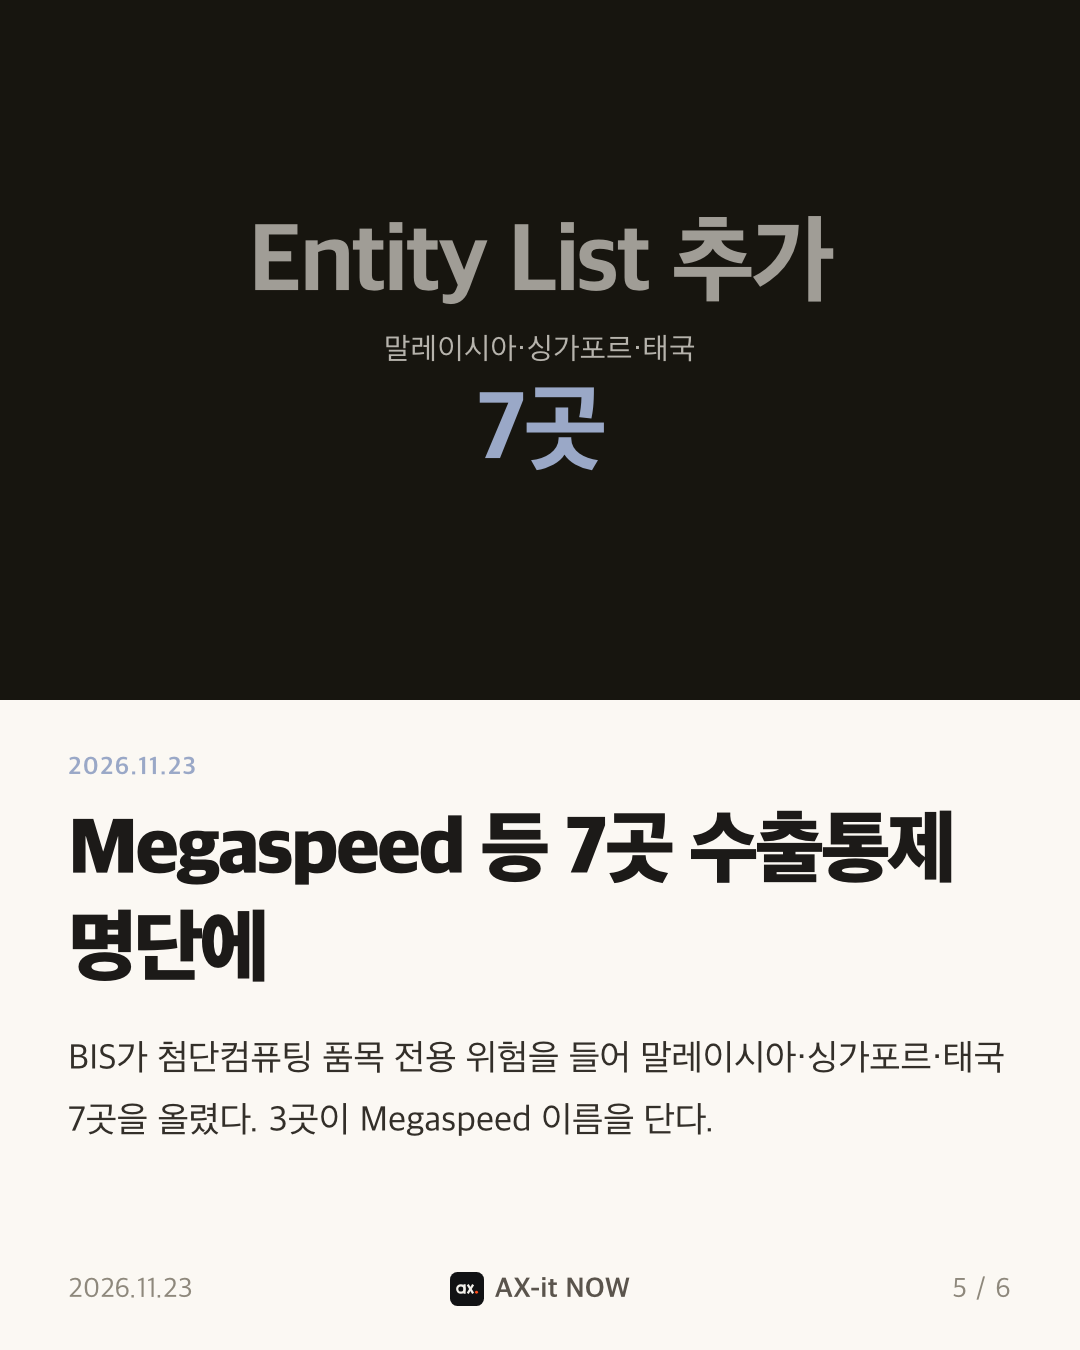 Entity List 추가
말레이시아·싱가포르·태국
7곳
2026.11.23
Megaspeed 등 7곳 수출통제
명단에
BIS가 첨단컴퓨팅 품목 전용 위험을 들어 말레이시아·싱가포르·태국
7곳을 올렸다. 3곳이 Megaspeed 이름을 단다.
2026.11.23
ax. AX-it NOW
5 / 6